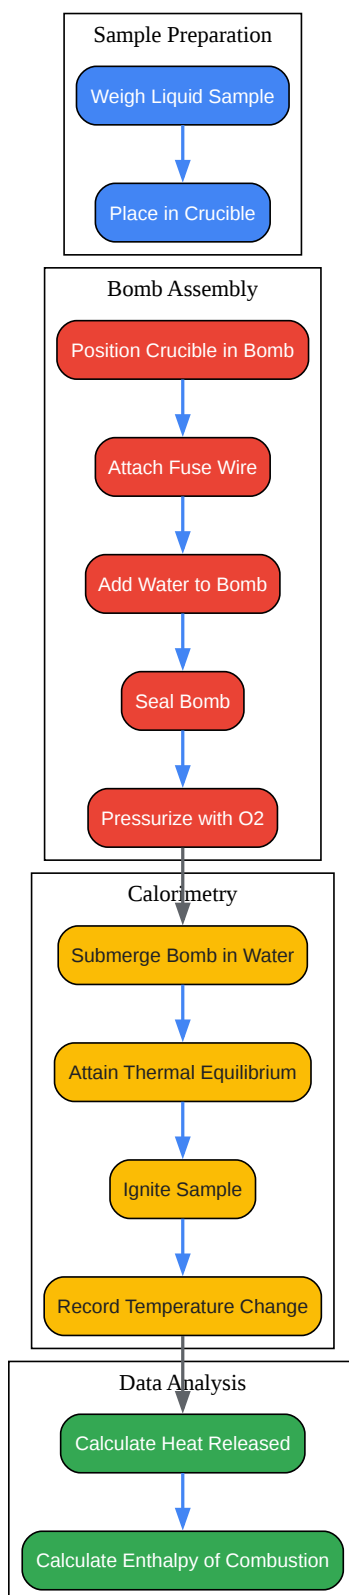 Sample Preparation
Weigh Liquid Sample
Place in Crucible
Bomb Assembly
Position Crucible in Bomb
Attach Fuse Wire
Add Water to Bomb
Seal Bomb
Pressurize with O2
Calorimetry
Submerge Bomb in Water
Attain Thermal Equilibrium
Ignite Sample
Record Temperature Change
Data Analysis
Calculate Heat Released
Calculate Enthalpy of Combustion